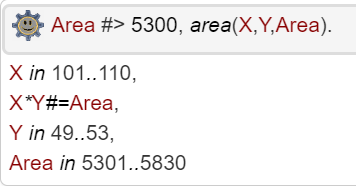 Area #> 5300, area(X,Y,Area).
X in 101..110,
X*Y#=Area,
Y in 49..53,
Area in 5301..5830